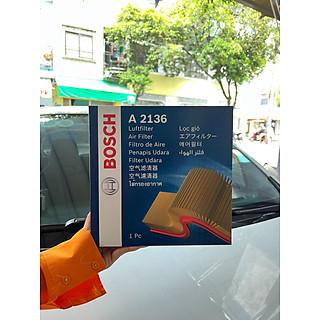 BOSCH
A 2136
Luftfilter
Air Filter
Filtro de Aire
Penapis Udara
Filter Udara
空气滤清器
空氣濾清器
ไส้กรองอากาศ
Lọc gió
エアフィルター
에어필터
فلتر الهواء
1 Pc